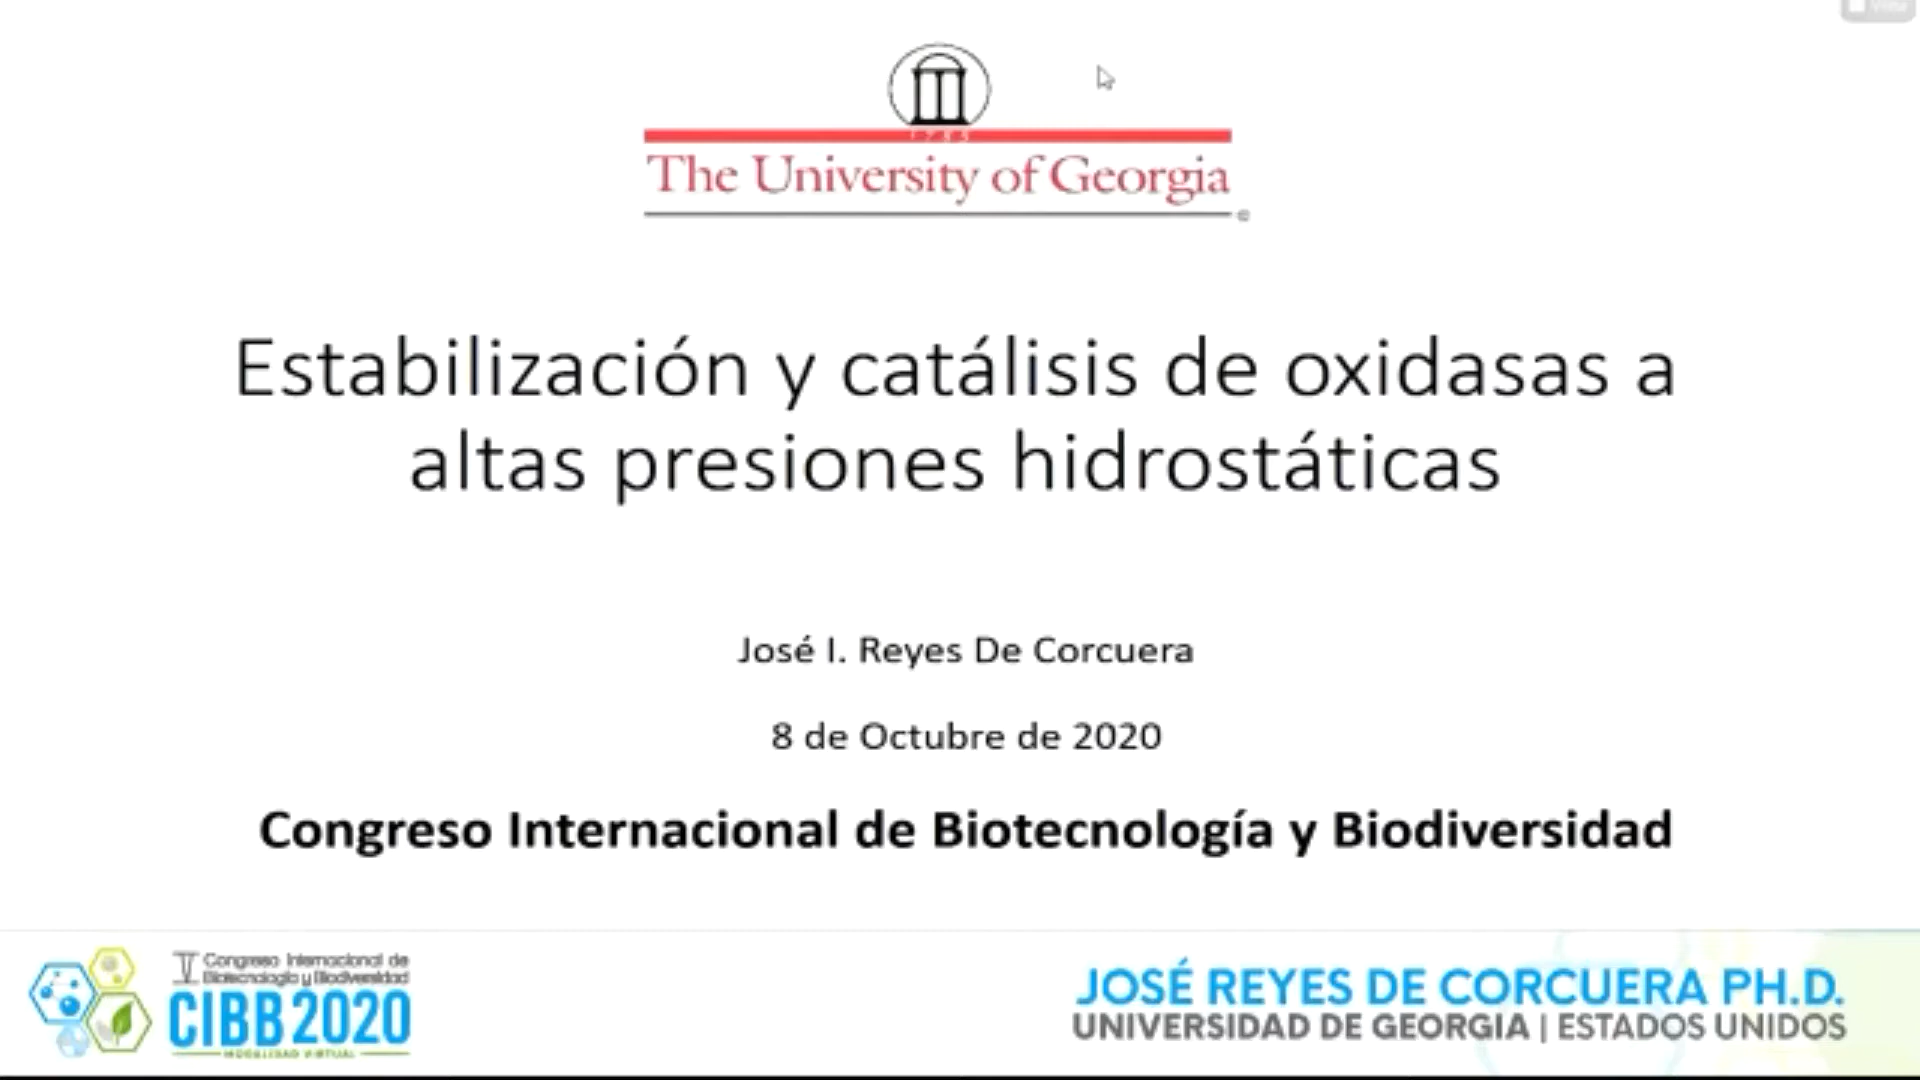 The University of Georgia
Estabilización y catálisis de oxidasas a
altas presiones hidrostáticas
José I. Reyes De Corcuera
8 de Octubre de 2020
Congreso Internacional de Biotecnología y Biodiversidad
V Congreso Internacional de
Biotecnología y Biodiversidad
CIBB2020
MODALIDAD VIRTUAL
JOSÉ REYES DE CORCUERA PH.D.
UNIVERSIDAD DE GEORGIA | ESTADOS UNIDOS